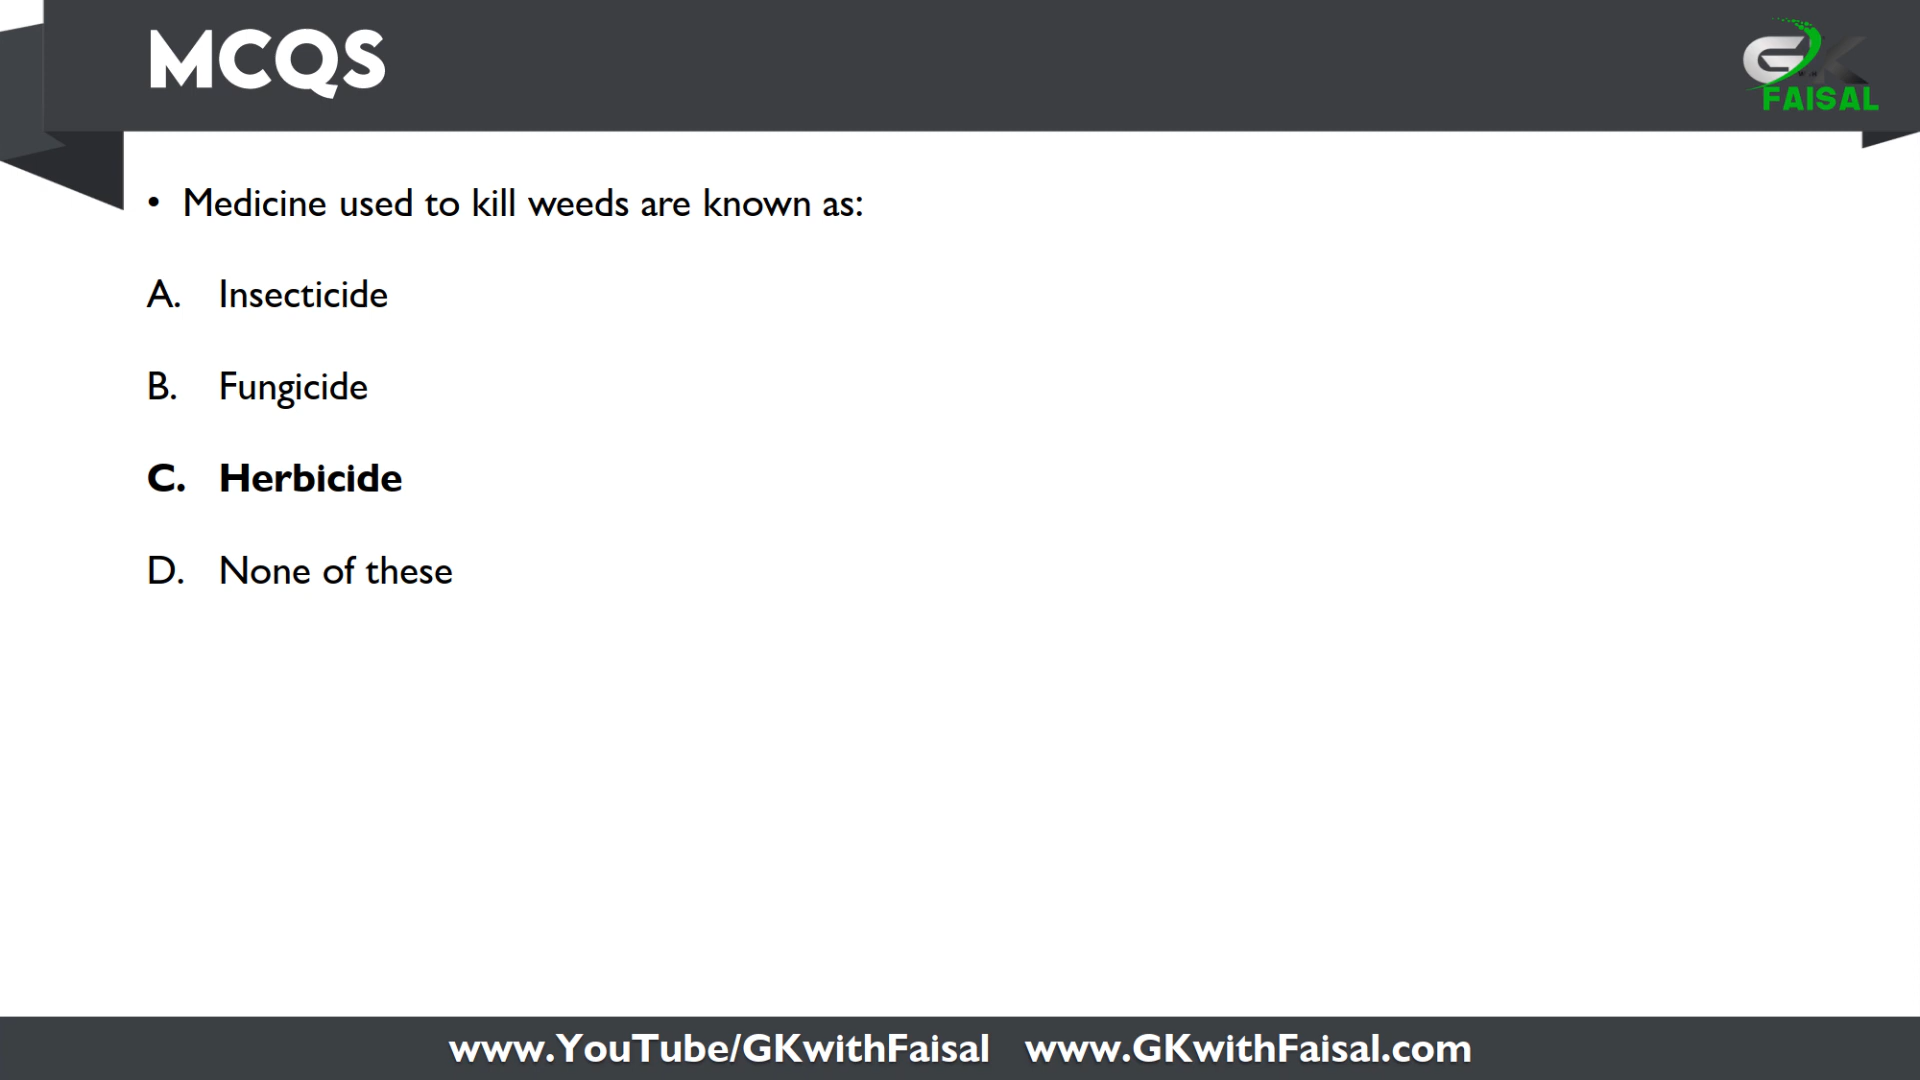 MCQS
GK
FAISAL
• Medicine used to kill weeds are known as:
A. Insecticide
B. Fungicide
C. Herbicide
D. None of these
www.YouTube/GKwithFaisal www.GKwithFaisal.com